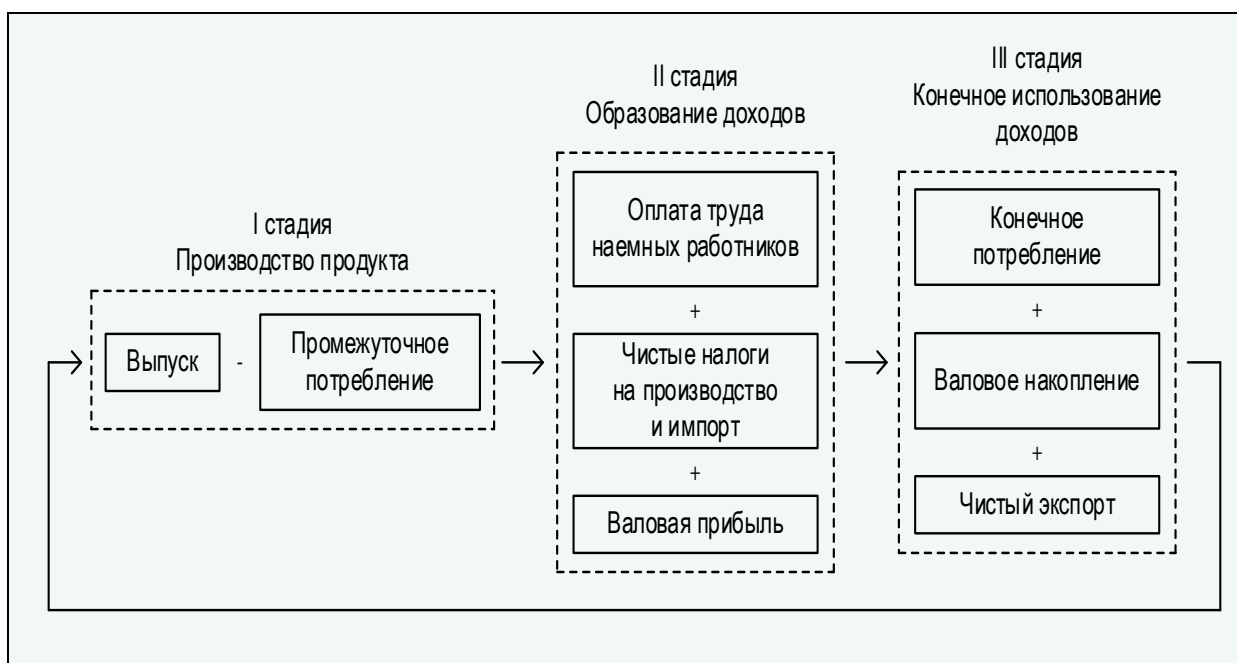 I стадия
Производство продукта
Выпуск
-
Промежуточное
потребление
II стадия
Образование доходов
Оплата труда
наемных работников
+
Чистые налоги
на производство
и импорт
+
Валовая прибыль
III стадия
Конечное использование
доходов
Конечное
потребление
+
Валовое накопление
+
Чистый экспорт